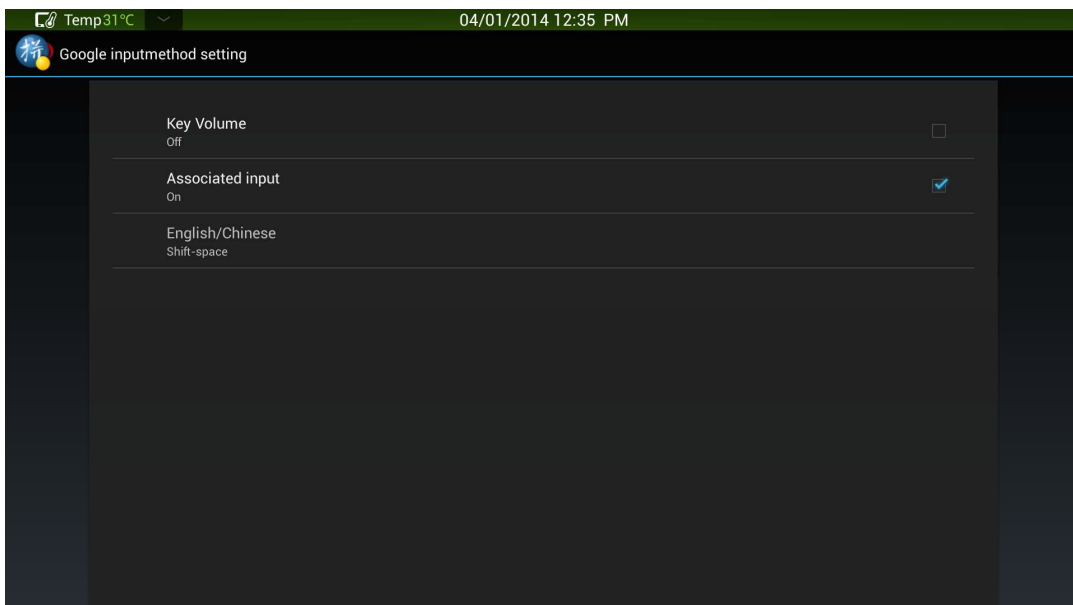 Temp31°C
04/01/2014 12:35 PM
拼
Google inputmethod setting
Key Volume
Off
Associated input
On
English/Chinese
Shift-space